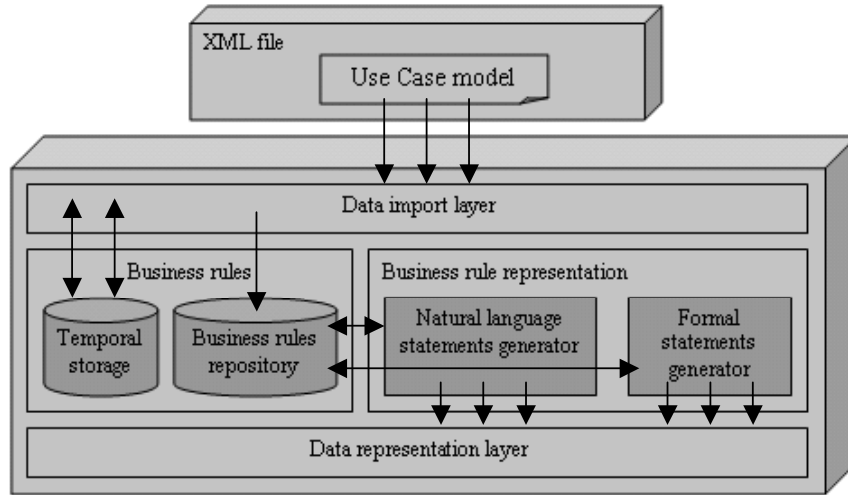 XML file
Use Case model
Data import layer
Business rules
Business rule representation
Temporal
storage
Business rules
repository
Natural language
statements generator
Formal
statements
generator
Data representation layer